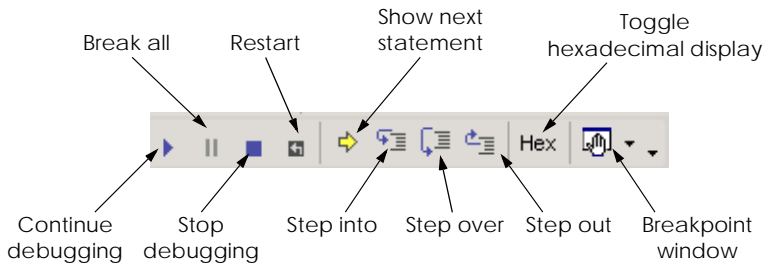 Break all
Restart
Show next
statement
Toggle
hexadecimal display
Hex
Continue
debugging
Stop
debugging
Step into
Step over
Step out
Breakpoint
window